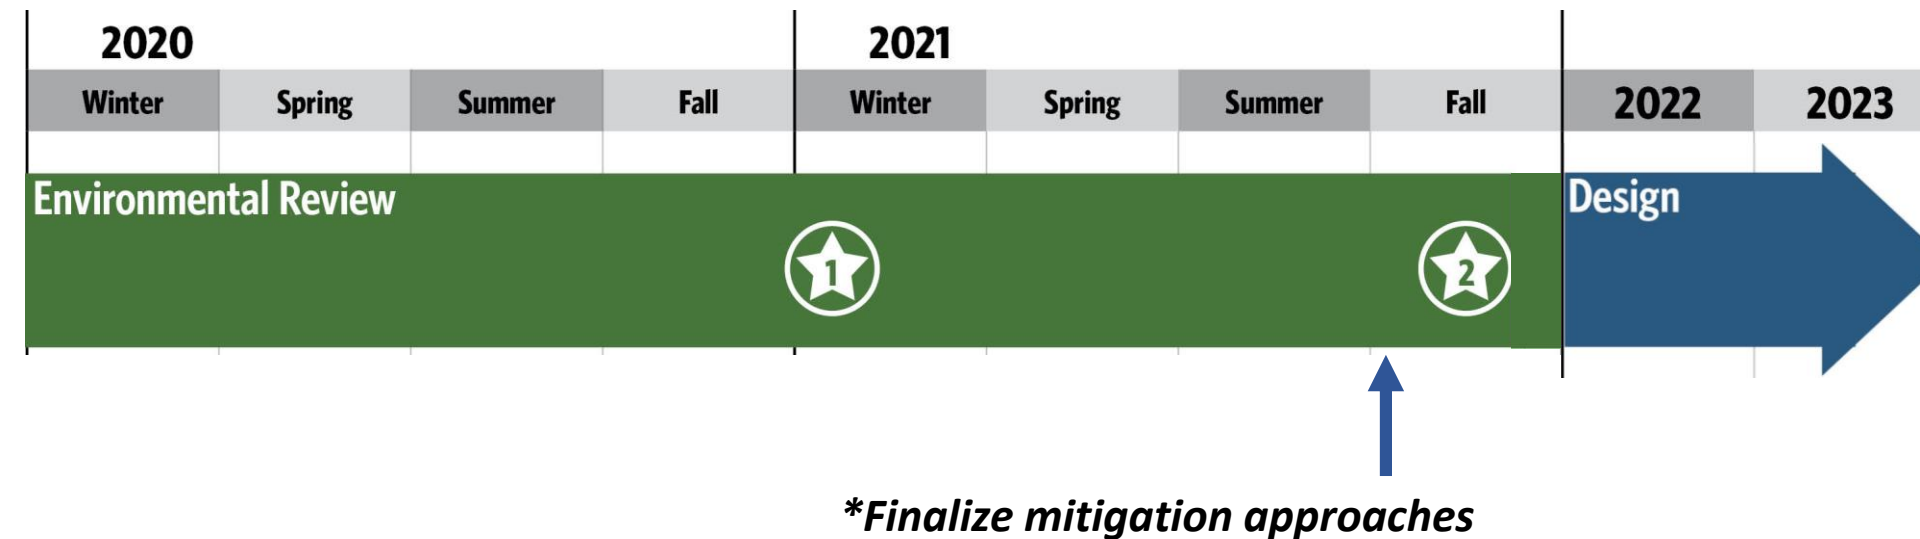 2020 2021
Winter Spring Summer Fall Winter Spring Summer Fall 2022 2023
Environmental Review Design
1 2
*Finalize mitigation approaches